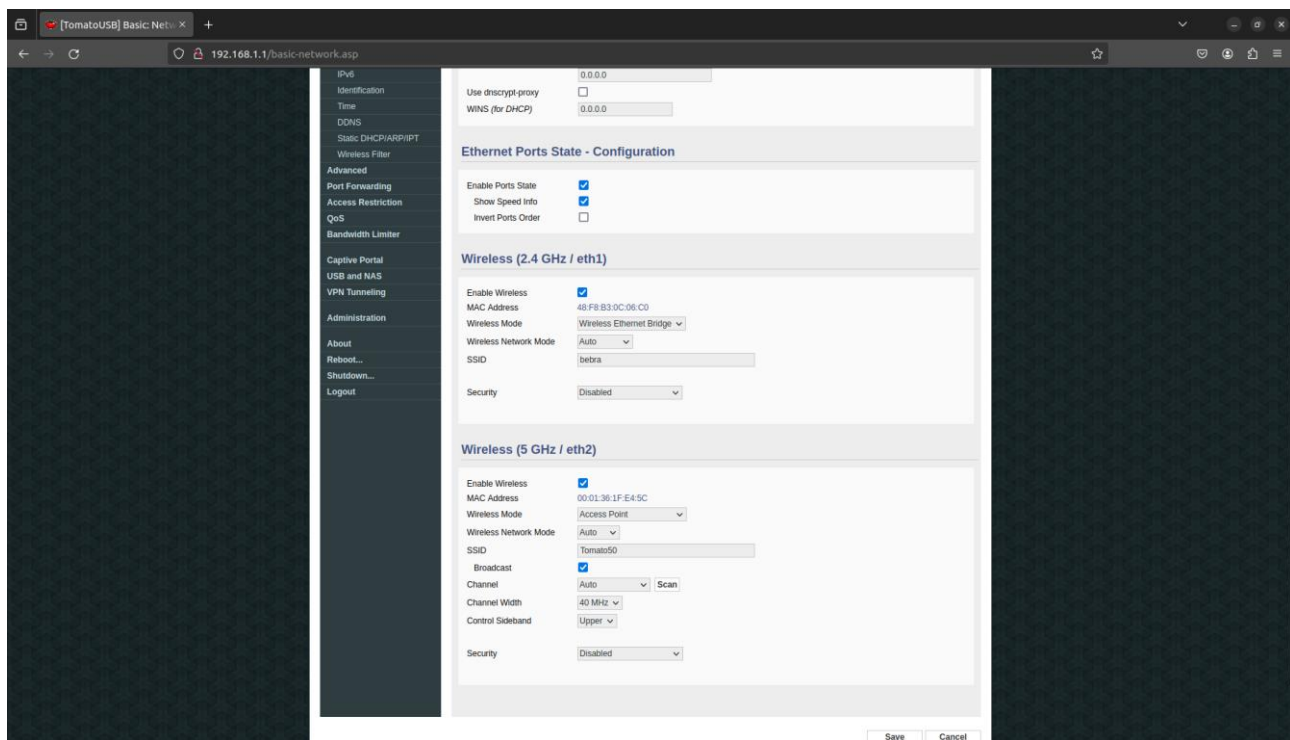 [TomatoUSB] Basic: Netw
192.168.1.1/basic-network.asp
IPv6
Identification
Time
DDNS
Static DHCP/ARP/IPT
Wireless Filter
Advanced
Port Forwarding
Access Restriction
QoS
Bandwidth Limiter
Captive Portal
USB and NAS
VPN Tunneling
Administration
About
Reboot...
Shutdown...
Logout
0.0.0.0
Use dnscrypt-proxy
WINS (for DHCP) 0.0.0.0
Ethernet Ports State - Configuration
Enable Ports State
Show Speed Info
Invert Ports Order
Wireless (2.4 GHz / eth1)
Enable Wireless
MAC Address 48:F8:B3:0C:06:C0
Wireless Mode Wireless Ethernet Bridge
Wireless Network Mode Auto
SSID bebra
Security Disabled
Wireless (5 GHz / eth2)
Enable Wireless
MAC Address 00:01:36:1F:E4:5C
Wireless Mode Access Point
Wireless Network Mode Auto
SSID Tomato50
Broadcast
Channel Auto Scan
Channel Width 40 MHz
Control Sideband Upper
Security Disabled
Save Cancel